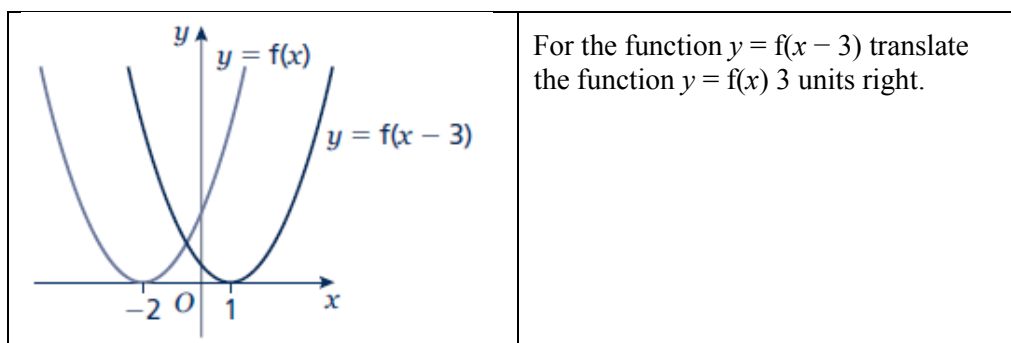 y
y = f(x)
y = f(x − 3)
−2 O 1 x
For the function y = f(x − 3) translate
the function y = f(x) 3 units right.